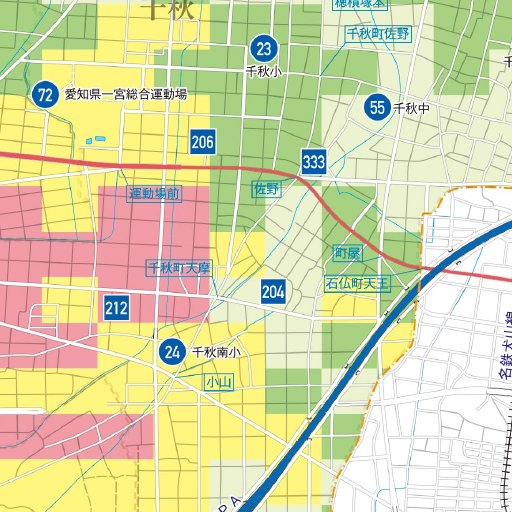 千秋
穂積塚本
千秋町佐野
23
千秋小
千
72
愛知県一宮総合運動場
55
千秋中
206
333
運動場前
佐野
町屋
千秋町天摩
石仏町天王
204
212
名鉄犬山線
24
千秋南小
小山
PA